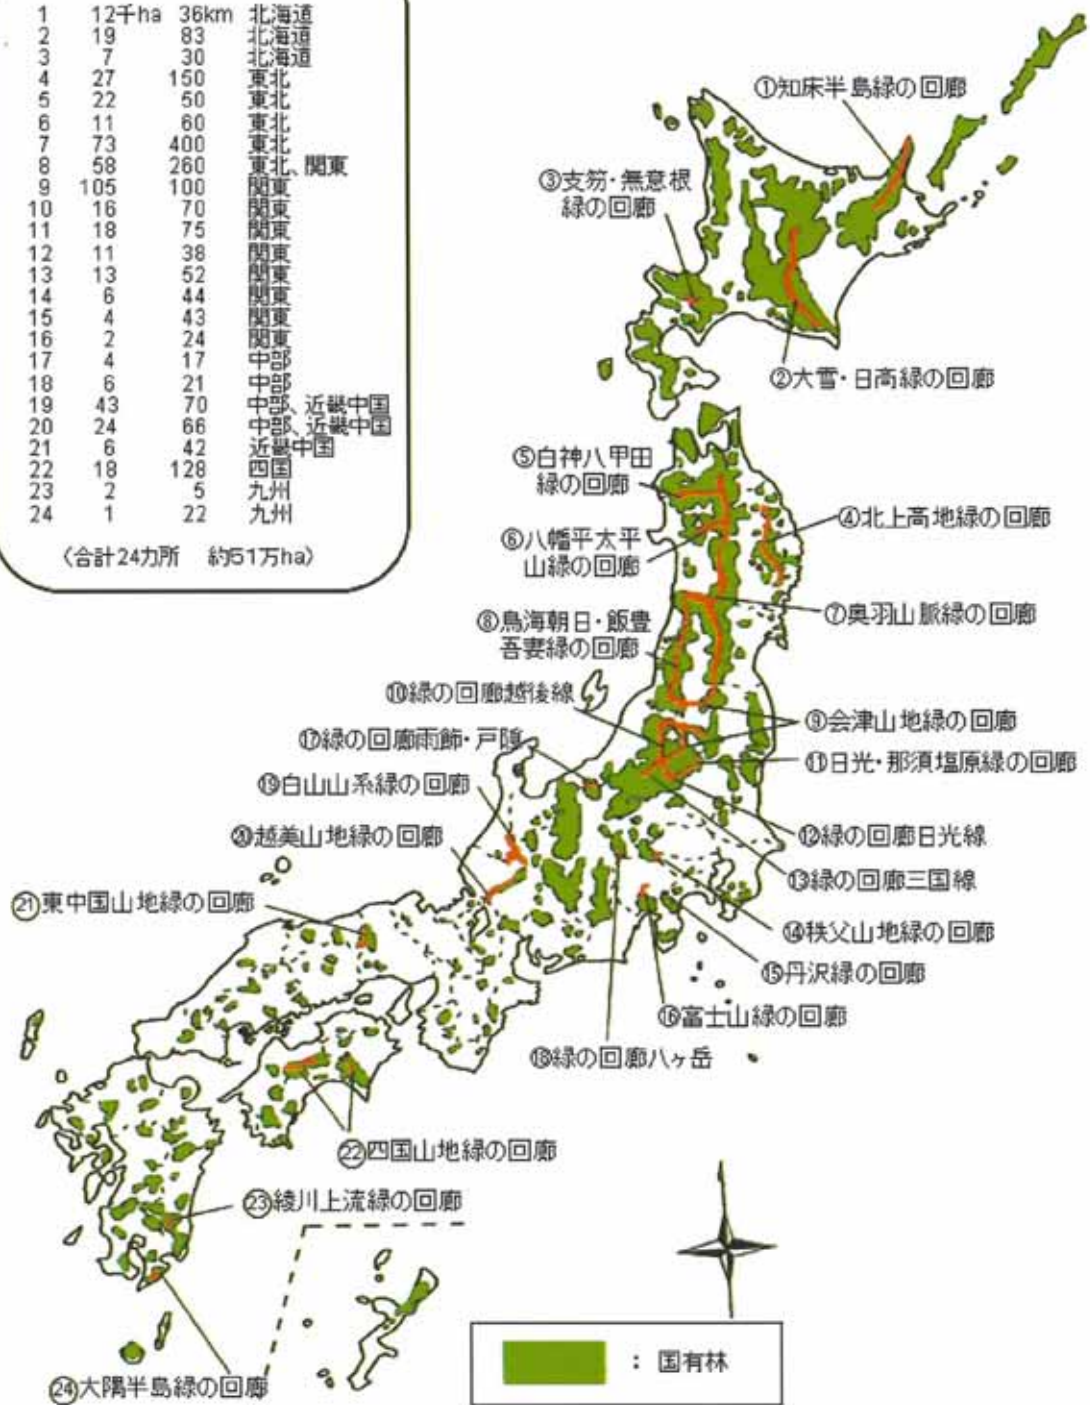 1 12千ha 36km 北海道
2 19 83 北海道
3 7 30 北海道
4 27 150 東北
5 22 50 東北
6 11 60 東北
7 73 400 東北
8 58 260 東北、関東
9 105 100 関東
10 16 70 関東
11 18 75 関東
12 11 38 関東
13 13 52 関東
14 6 44 関東
15 4 43 関東
16 2 24 関東
17 4 17 中部
18 6 21 中部
19 43 70 中部、近畿中国
20 24 66 中部、近畿中国
21 6 42 近畿中国
22 18 128 四国
23 2 5 九州
24 1 22 九州
〈合計24カ所 約51万ha〉
①知床半島緑の回廊
③支笏・無意根
緑の回廊
②大雪・日高緑の回廊
⑤白神八甲田
緑の回廊
④北上高地緑の回廊
⑥八幡平太平
山緑の回廊
⑦奥羽山脈緑の回廊
⑧鳥海朝日・飯豊
吾妻緑の回廊
⑩緑の回廊越後線
⑨会津山地緑の回廊
⑰緑の回廊雨飾・戸隠
⑪日光・那須塩原緑の回廊
⑲白山山系緑の回廊
⑫緑の回廊日光線
⑳越美山地緑の回廊
⑬緑の回廊三国線
㉑東中国山地緑の回廊
⑭秩父山地緑の回廊
⑮丹沢緑の回廊
⑯富士山緑の回廊
⑱緑の回廊八ヶ岳
㉒四国山地緑の回廊
㉓綾川上流緑の回廊
㉔大隅半島緑の回廊
：国有林